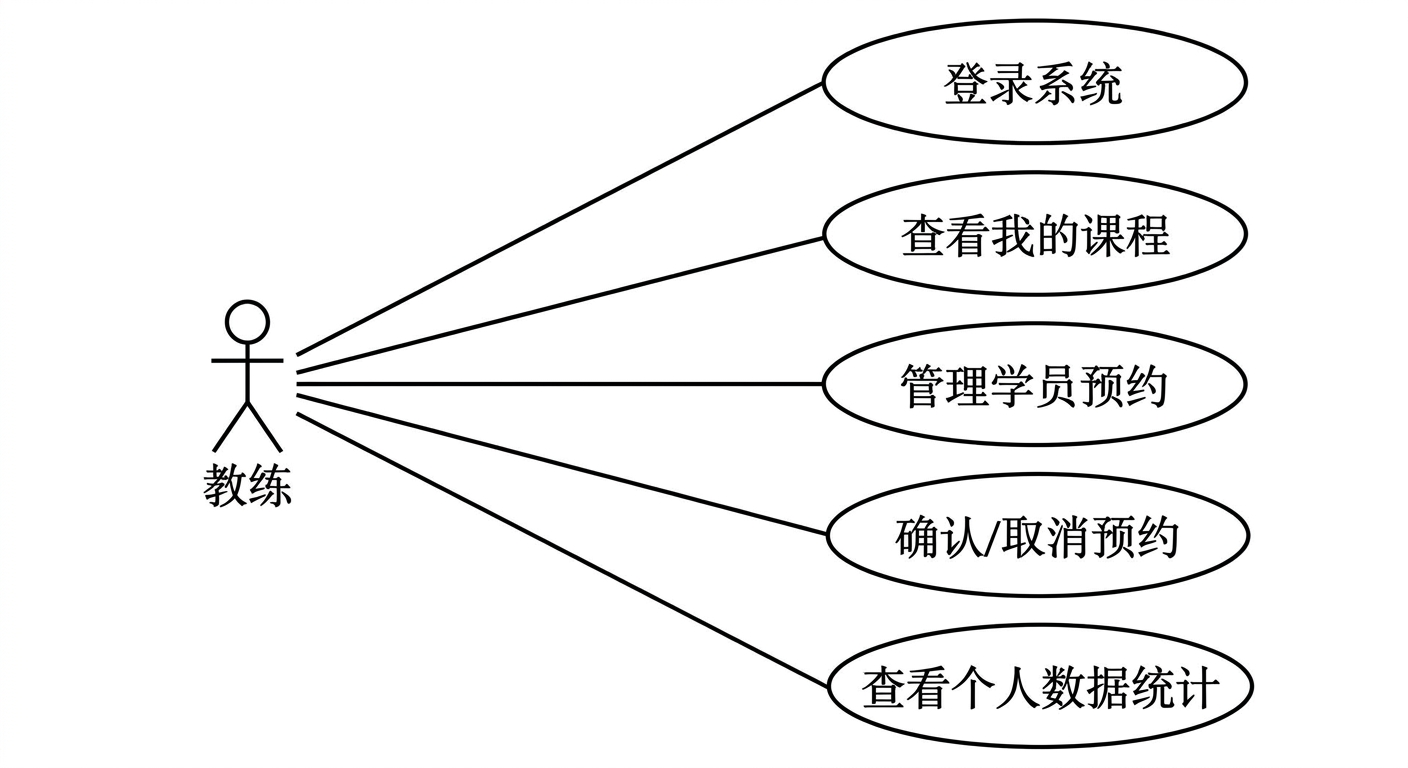 登录系统
查看我的课程
管理学员预约
教练
确认/取消预约
查看个人数据统计